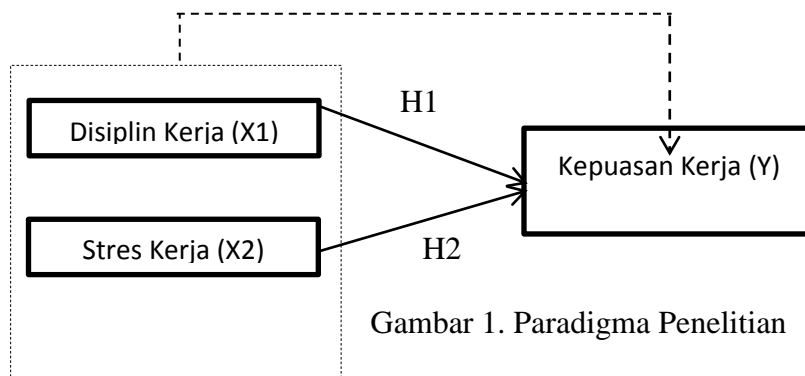 H1
Disiplin Kerja (X1)
Kepuasan Kerja (Y)
Stres Kerja (X2)
H2
Gambar 1. Paradigma Penelitian